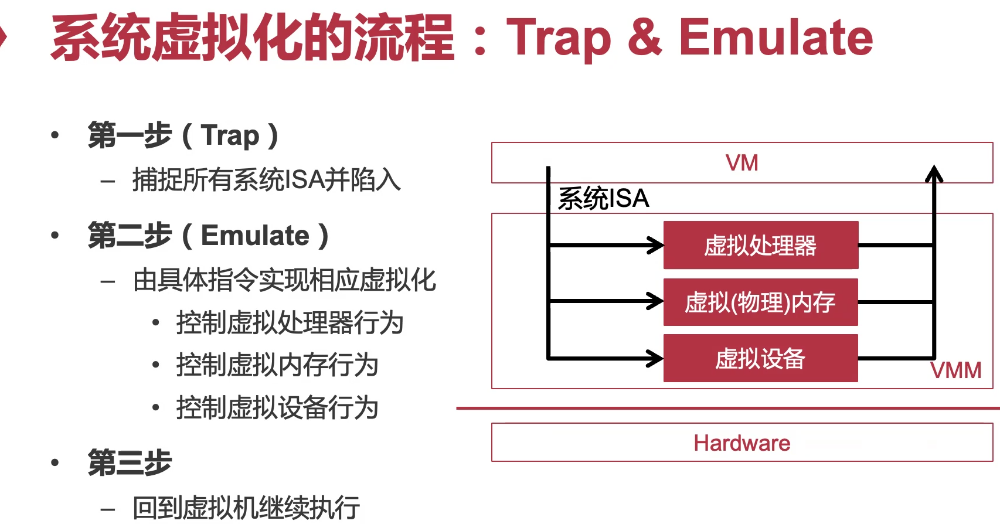 系统虚拟化的流程：Trap & Emulate
• 第一步（Trap）
– 捕捉所有系统ISA并陷入
• 第二步（Emulate）
– 由具体指令实现相应虚拟化
• 控制虚拟处理器行为
• 控制虚拟内存行为
• 控制虚拟设备行为
• 第三步
– 回到虚拟机继续执行
VM
系统ISA
虚拟处理器
虚拟(物理)内存
虚拟设备
VMM
Hardware